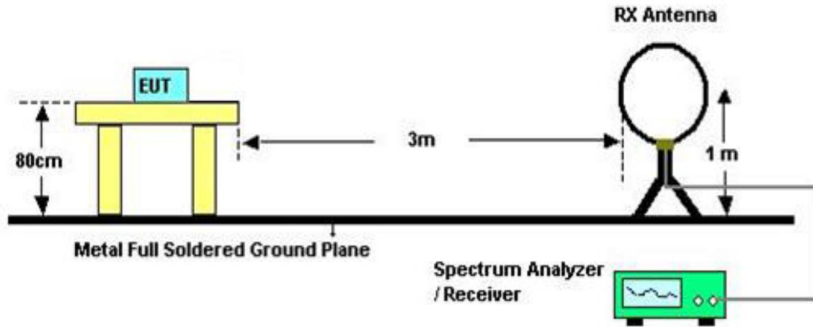 RX Antenna
EUT
3m
80cm
1 m
Metal Full Soldered Ground Plane
Spectrum Analyzer
/ Receiver